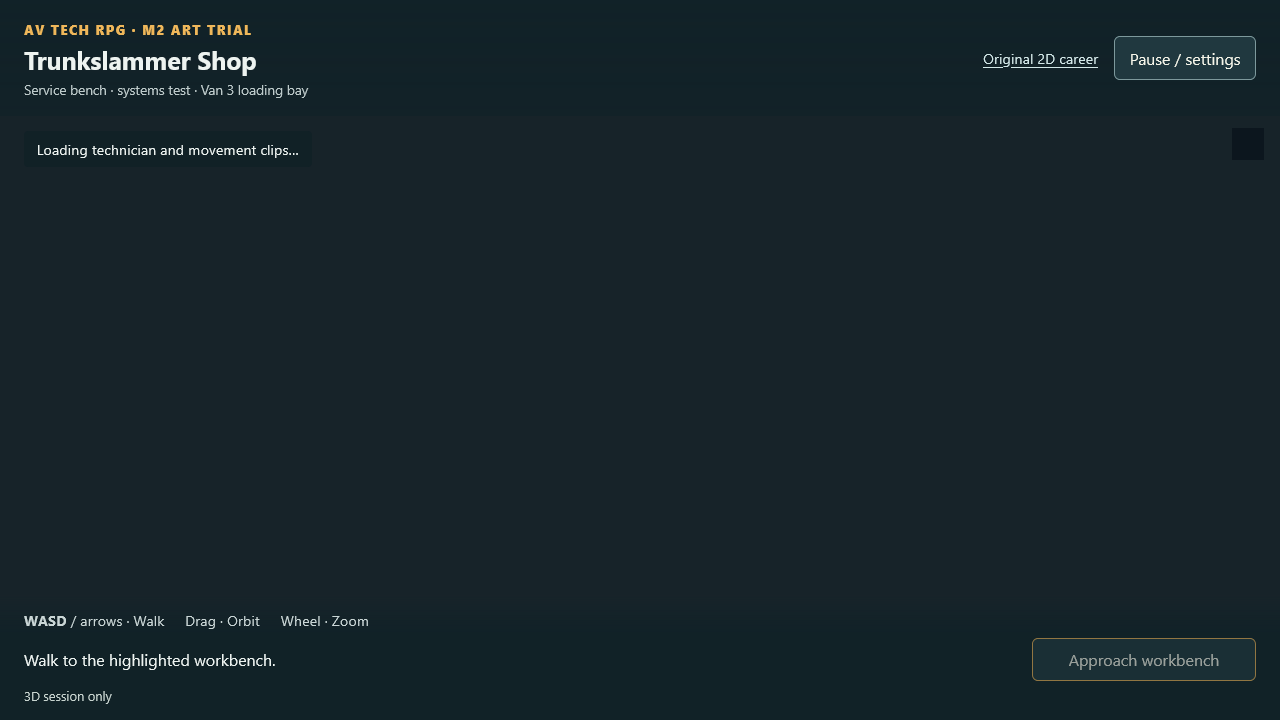 AV TECH RPG · M2 ART TRIAL
Trunkslammer Shop
Service bench · systems test · Van 3 loading bay
Original 2D career
Pause / settings
Loading technician and movement clips…
WASD / arrows · Walk Drag · Orbit Wheel · Zoom
Walk to the highlighted workbench.
Approach workbench
3D session only